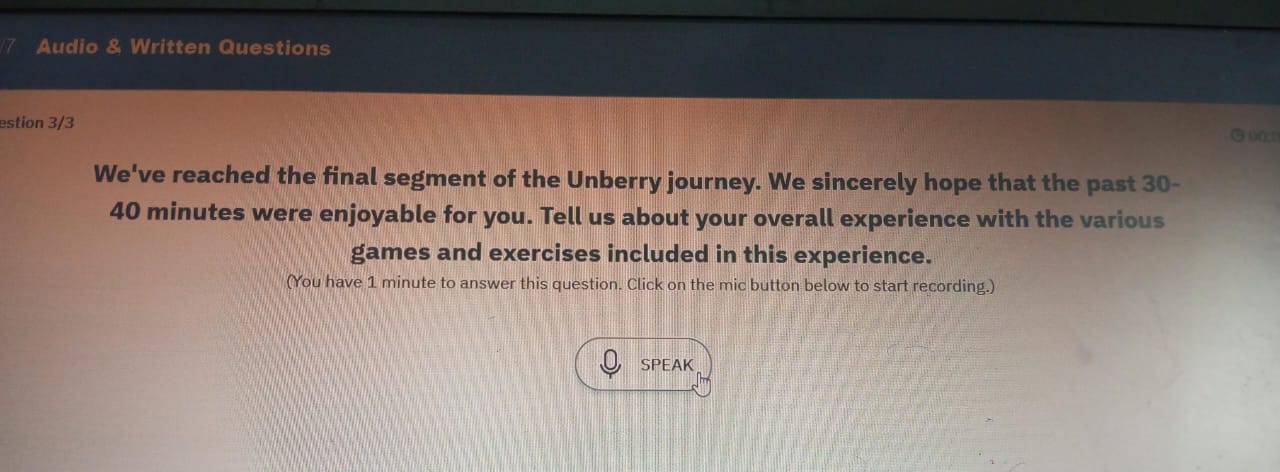 /7 Audio & Written Questions
estion 3/3
We've reached the final segment of the Unberry journey. We sincerely hope that the past 30-
40 minutes were enjoyable for you. Tell us about your overall experience with the various
games and exercises included in this experience.
(You have 1 minute to answer this question. Click on the mic button below to start recording.)
SPEAK